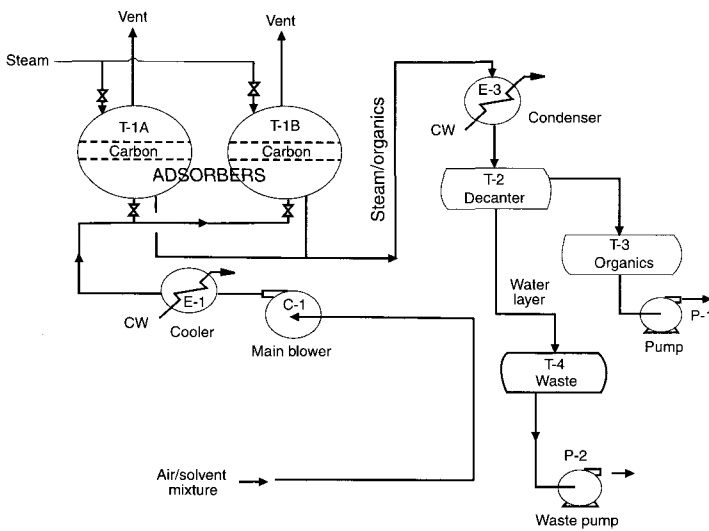 Vent
Vent
Steam
T-1A
Carbon
T-1B
Carbon
ADSORBERS
Steam/organics
E-3
CW
Condenser
T-2
Decanter
T-3
Organics
Water
layer
P-1
Pump
E-1
CW
Cooler
C-1
Main blower
T-4
Waste
Air/solvent
mixture
P-2
Waste pump